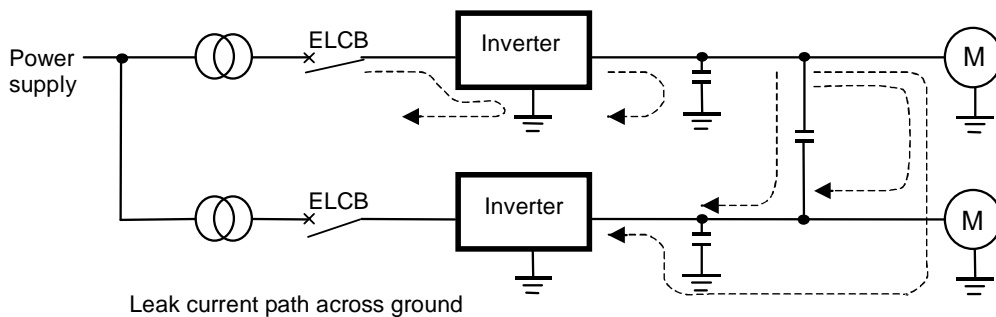 ELCB
Inverter
Power
supply
M
ELCB
Inverter
M
Leak current path across ground